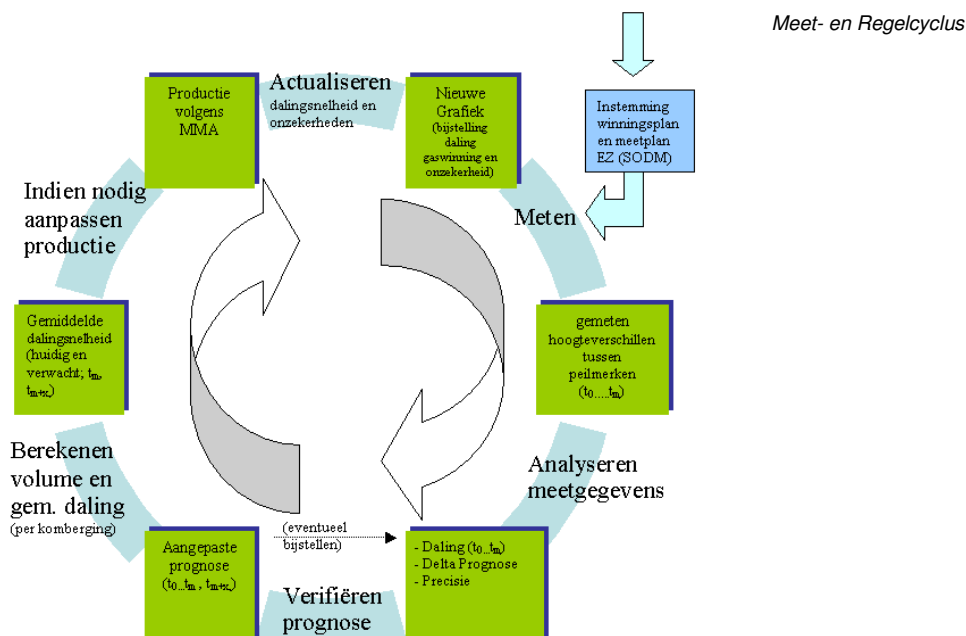 Meet- en Regelcyclus
Actualiseren
dalingsnelheid en
onzekerheden
Productie
volgens
MMA
Nieuwe
Grafiek
(bijstelling
daling
gaswinning en
onzekerheid)
Instemming
winningsplan
en meetplan
EZ (SODM)
Meten
Indien nodig
aanpassen
productie
Gemiddelde
dalingsnelheid
(huidig en
verwacht; tm,
tm+x,)
gemeten
hoogteverschillen
tussen
peilmerken
(t0.....tm)
Berekenen
volume en
gem. daling
(per komberging)
Analyseren
meetgegevens
Aangepaste
prognose
(t0...tm , tm+x,)
(eventueel
bijstellen)
- Daling (t0...tm)
- Delta Prognose
- Precisie
Verifiëren
prognose